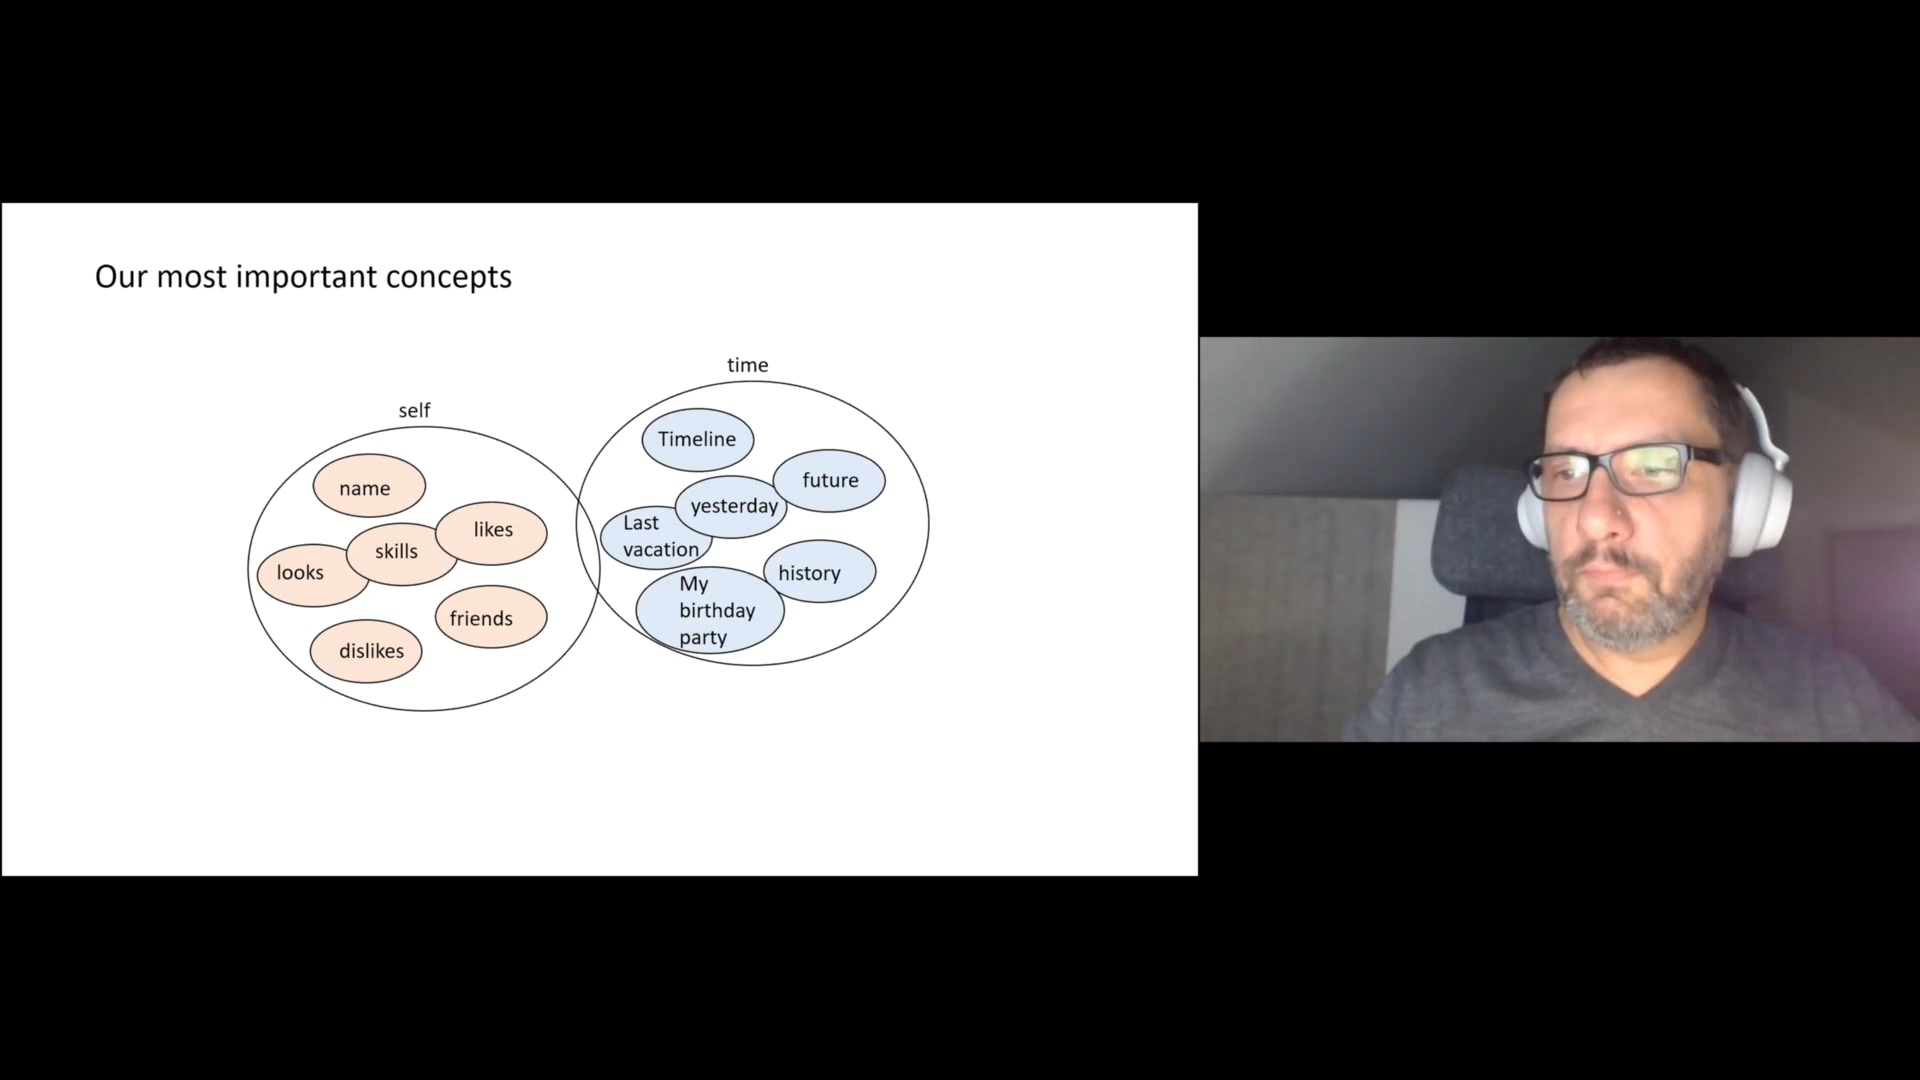 Our most important concepts
time
self
Timeline
future
name
yesterday
likes
Last
vacation
skills
looks
history
My
birthday
party
friends
dislikes